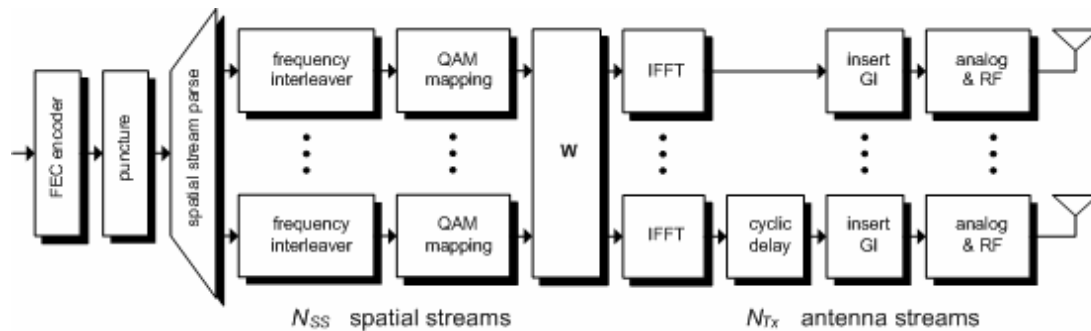 FEC encoder
puncture
spatial stream parse
frequency
interleaver
QAM
mapping
W
IFFT
insert
GI
analog
& RF
frequency
interleaver
QAM
mapping
IFFT
cyclic
delay
insert
GI
analog
& RF
NSS spatial streams
NTx antenna streams